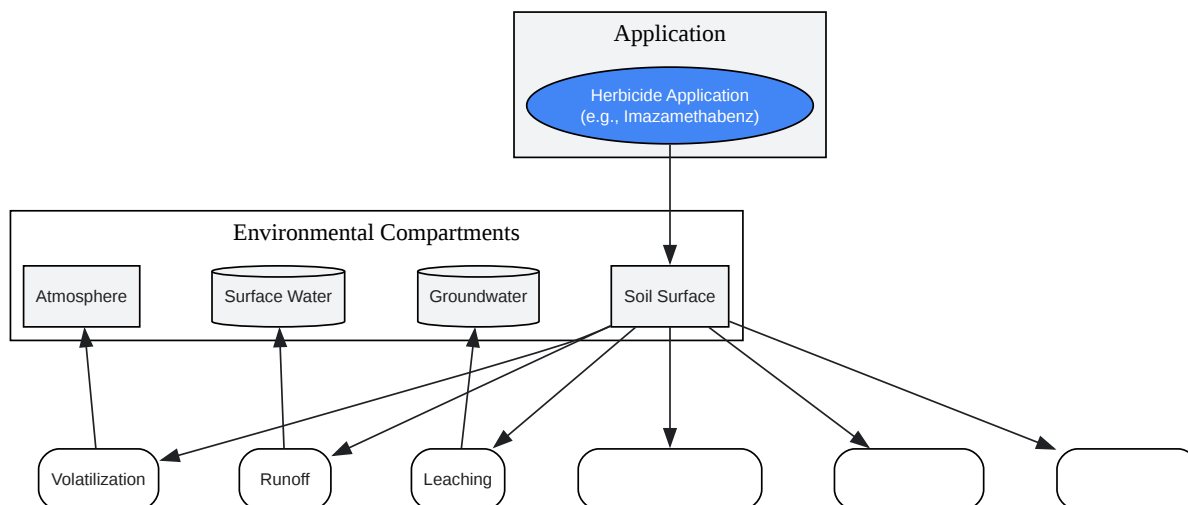 Application
Herbicide Application
(e.g., Imazamethabenz)
Environmental Compartments
Atmosphere
Surface Water
Groundwater
Soil Surface
Volatilization
Runoff
Leaching